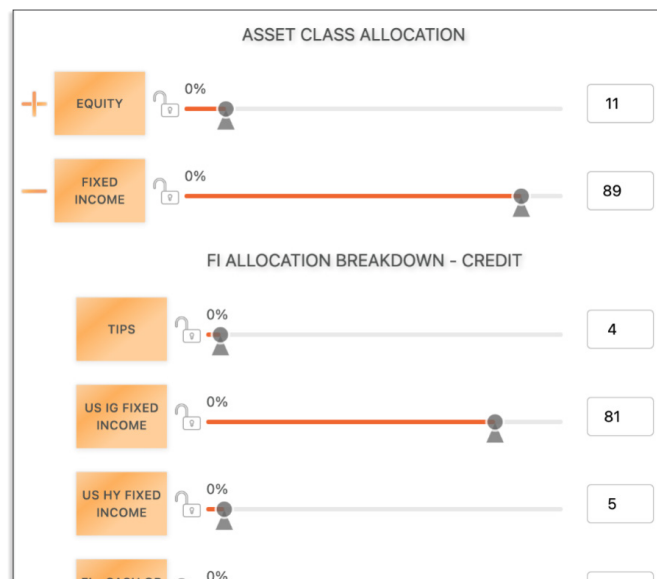 ASSET CLASS ALLOCATION
EQUITY
0%
11
FIXED
INCOME
0%
89
FI ALLOCATION BREAKDOWN - CREDIT
TIPS
0%
4
US IG FIXED
INCOME
0%
81
US HY FIXED
INCOME
0%
5
0%